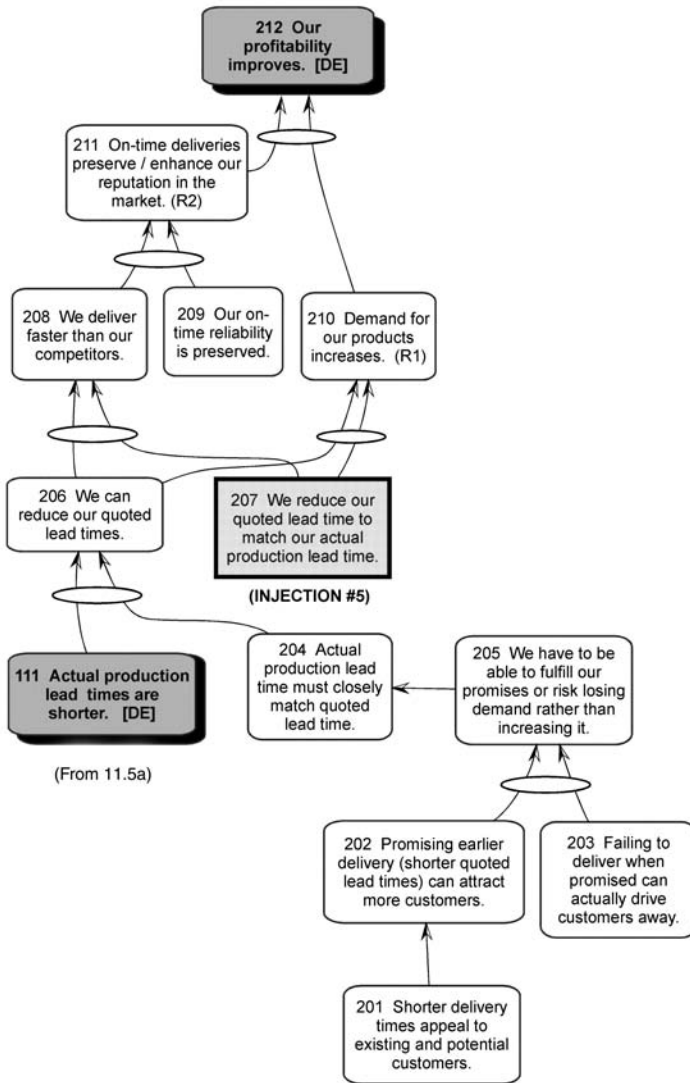 212 Our
profitability
improves. [DE]
211 On-time deliveries
preserve / enhance our
reputation in the
market. (R2)
208 We deliver
faster than our
competitors.
209 Our on-
time reliability
is preserved.
210 Demand for
our products
increases. (R1)
206 We can
reduce our quoted
lead times.
207 We reduce our
quoted lead time to
match our actual
production lead time.
(INJECTION #5)
111 Actual production
lead times are
shorter. [DE]
(From 11.5a)
204 Actual
production lead
time must closely
match quoted
lead time.
205 We have to be
able to fulfill our
promises or risk losing
demand rather than
increasing it.
202 Promising earlier
delivery (shorter quoted
lead times) can attract
more customers.
203 Failing to
deliver when
promised can
actually drive
customers away.
201 Shorter delivery
times appeal to
existing and potential
customers.